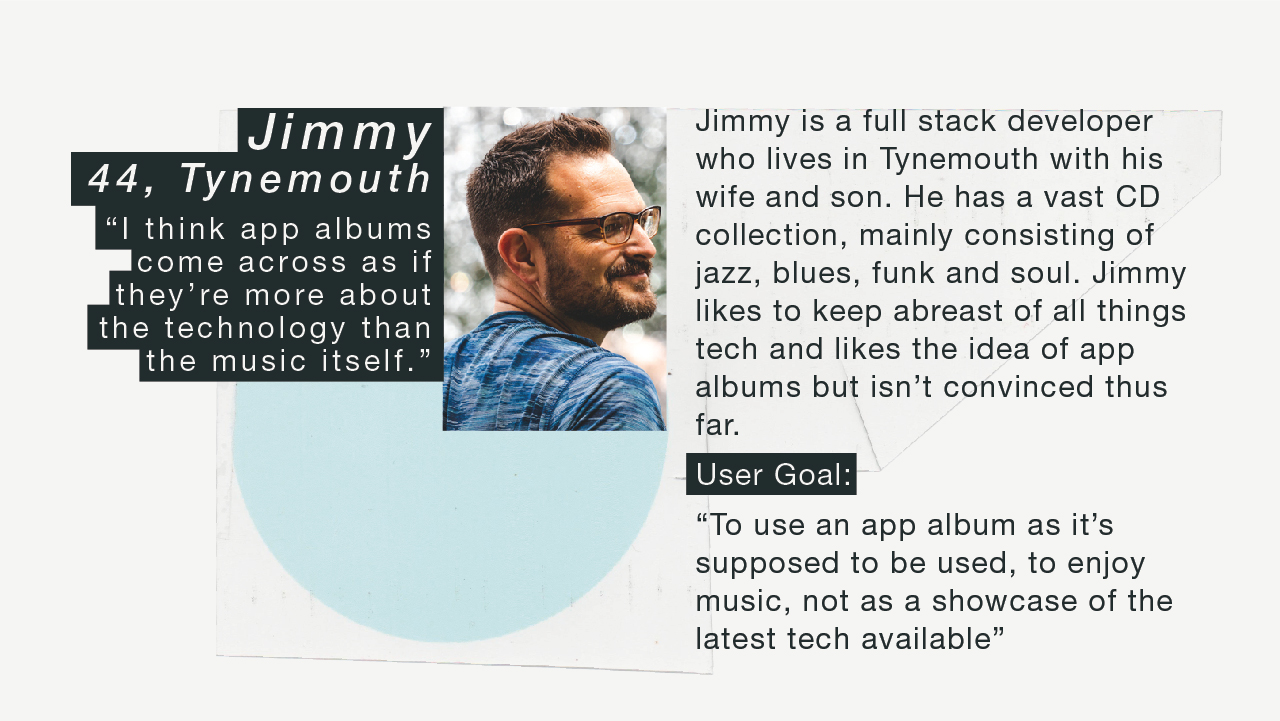 Jimmy
44, Tynemouth
“I think app albums
come across as if
they’re more about
the technology than
the music itself.”
Jimmy is a full stack developer
who lives in Tynemouth with his
wife and son. He has a vast CD
collection, mainly consisting of
jazz, blues, funk and soul. Jimmy
likes to keep abreast of all things
tech and likes the idea of app
albums but isn’t convinced thus
far.
User Goal:
“To use an app album as it’s
supposed to be used, to enjoy
music, not as a showcase of the
latest tech available”